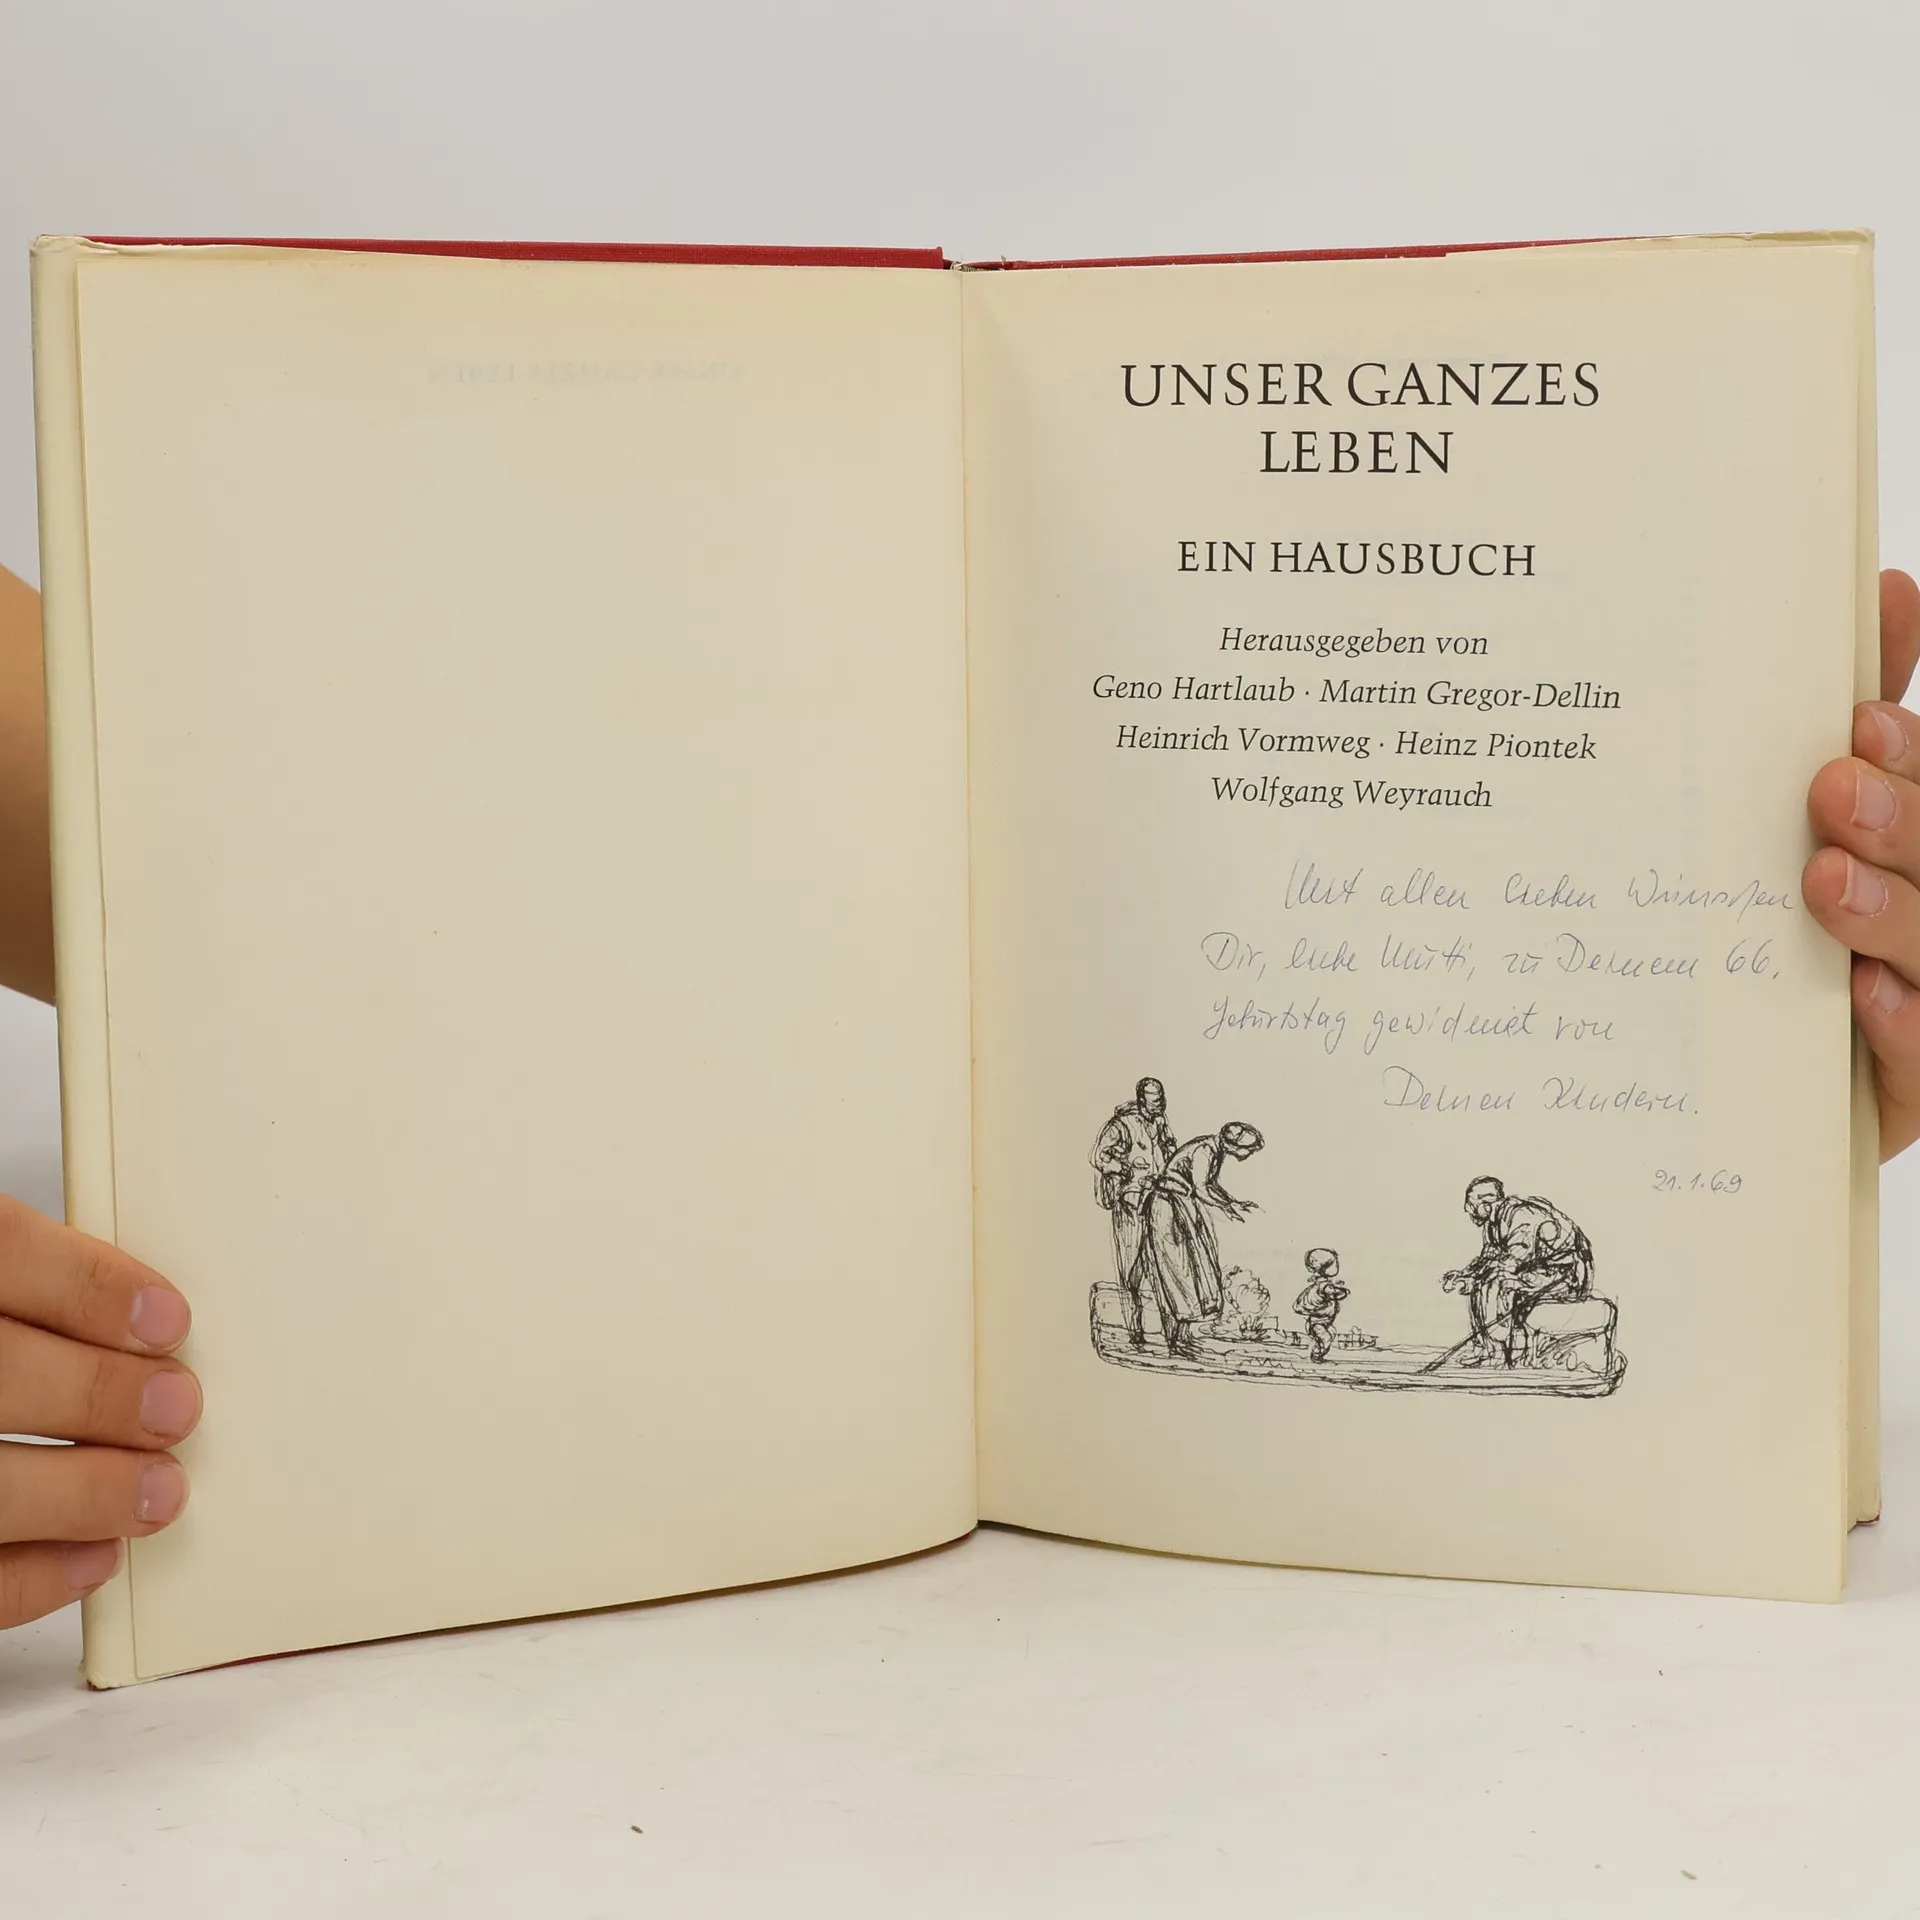 UNSER GANZES
LEBEN
EIN HAUSBUCH
Herausgegeben von
Geno Hartlaub · Martin Gregor-Dellin
Heinrich Vormweg · Heinz Piontek
Wolfgang Weyrauch
Mit allen lieben Wünschen
Dir, liebe Mutti, zu Deinem 66.
Geburtstag gewidmet von
Deinen Kindern.
21.1.69